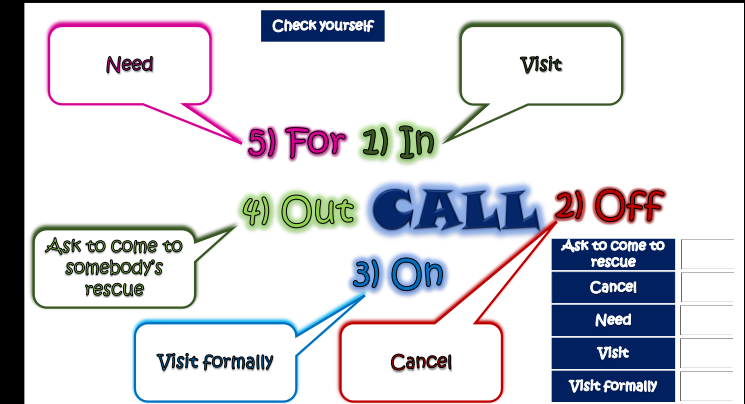 Check yourself
Need
Visit
5) For
1) In
4) Out
CALL
2) Off
Ask to come to
somebody's
rescue
3) On
Visit formally
Cancel
Ask to come to
rescue
Cancel
Need
Visit
Visit formally